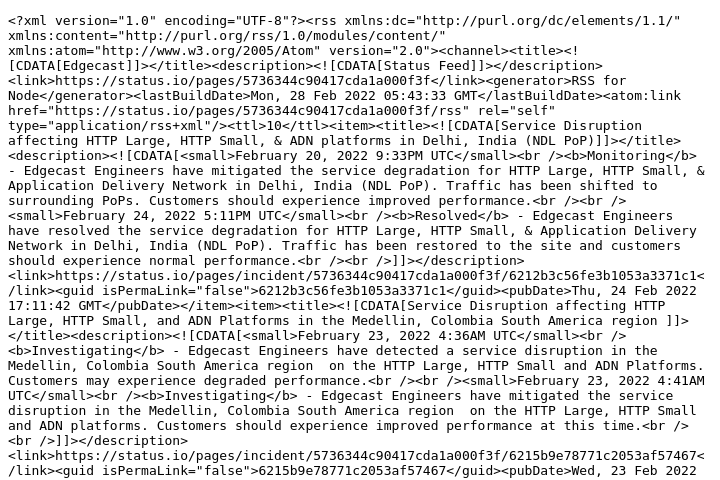 <?xml version="1.0" encoding="UTF-8"?><rss xmlns:dc="http://purl.org/dc/elements/1.1/"
xmlns:content="http://purl.org/rss/1.0/modules/content/"
xmlns:atom="http://www.w3.org/2005/Atom" version="2.0"><channel><title><!
[CDATA[Edgecast]]></title><description><![CDATA[Status Feed]]></description>
<link>https://status.io/pages/5736344c90417cda1a000f3f</link><generator>RSS for
Node</generator><lastBuildDate>Mon, 28 Feb 2022 05:43:33 GMT</lastBuildDate><atom:link
href="https://status.io/pages/5736344c90417cda1a000f3f/rss" rel="self"
type="application/rss+xml"/><ttl>10</ttl><item><title><![CDATA[Service Disruption
affecting HTTP Large, HTTP Small, & ADN platforms in Delhi, India (NDL PoP)]]></title>
<description><![CDATA[<small>February 20, 2022 9:33PM UTC</small><br /><b>Monitoring</b>
- Edgecast Engineers have mitigated the service degradation for HTTP Large, HTTP Small, &
Application Delivery Network in Delhi, India (NDL PoP). Traffic has been shifted to
surrounding PoPs. Customers should experience improved performance.<br /><br />
<small>February 24, 2022 5:11PM UTC</small><br /><b>Resolved</b> - Edgecast Engineers
have resolved the service degradation for HTTP Large, HTTP Small, & Application Delivery
Network in Delhi, India (NDL PoP). Traffic has been restored to the site and customers
should experience normal performance.<br /><br />]]></description>
<link>https://status.io/pages/incident/5736344c90417cda1a000f3f/6212b3c56fe3b1053a3371c1<
/link><guid isPermaLink="false">6212b3c56fe3b1053a3371c1</guid><pubDate>Thu, 24 Feb 2022
17:11:42 GMT</pubDate></item><item><title><![CDATA[Service Disruption affecting HTTP
Large, HTTP Small, and ADN Platforms in the Medellin, Colombia South America region ]]>
</title><description><![CDATA[<small>February 23, 2022 4:36AM UTC</small><br />
<b>Investigating</b> - Edgecast Engineers have detected a service disruption in the
Medellin, Colombia South America region  on the HTTP Large, HTTP Small and ADN Platforms.
Customers may experience degraded performance.<br /><br /><small>February 23, 2022 4:41AM
UTC</small><br /><b>Investigating</b> - Edgecast Engineers have mitigated the service
disruption in the Medellin, Colombia South America region  on the HTTP Large, HTTP Small
and ADN platforms. Customers should experience improved performance at this time.<br />
<br />]]></description>
<link>https://status.io/pages/incident/5736344c90417cda1a000f3f/6215b9e78771c2053af57467<
/link><guid isPermaLink="false">6215b9e78771c2053af57467</guid><pubDate>Wed, 23 Feb 2022